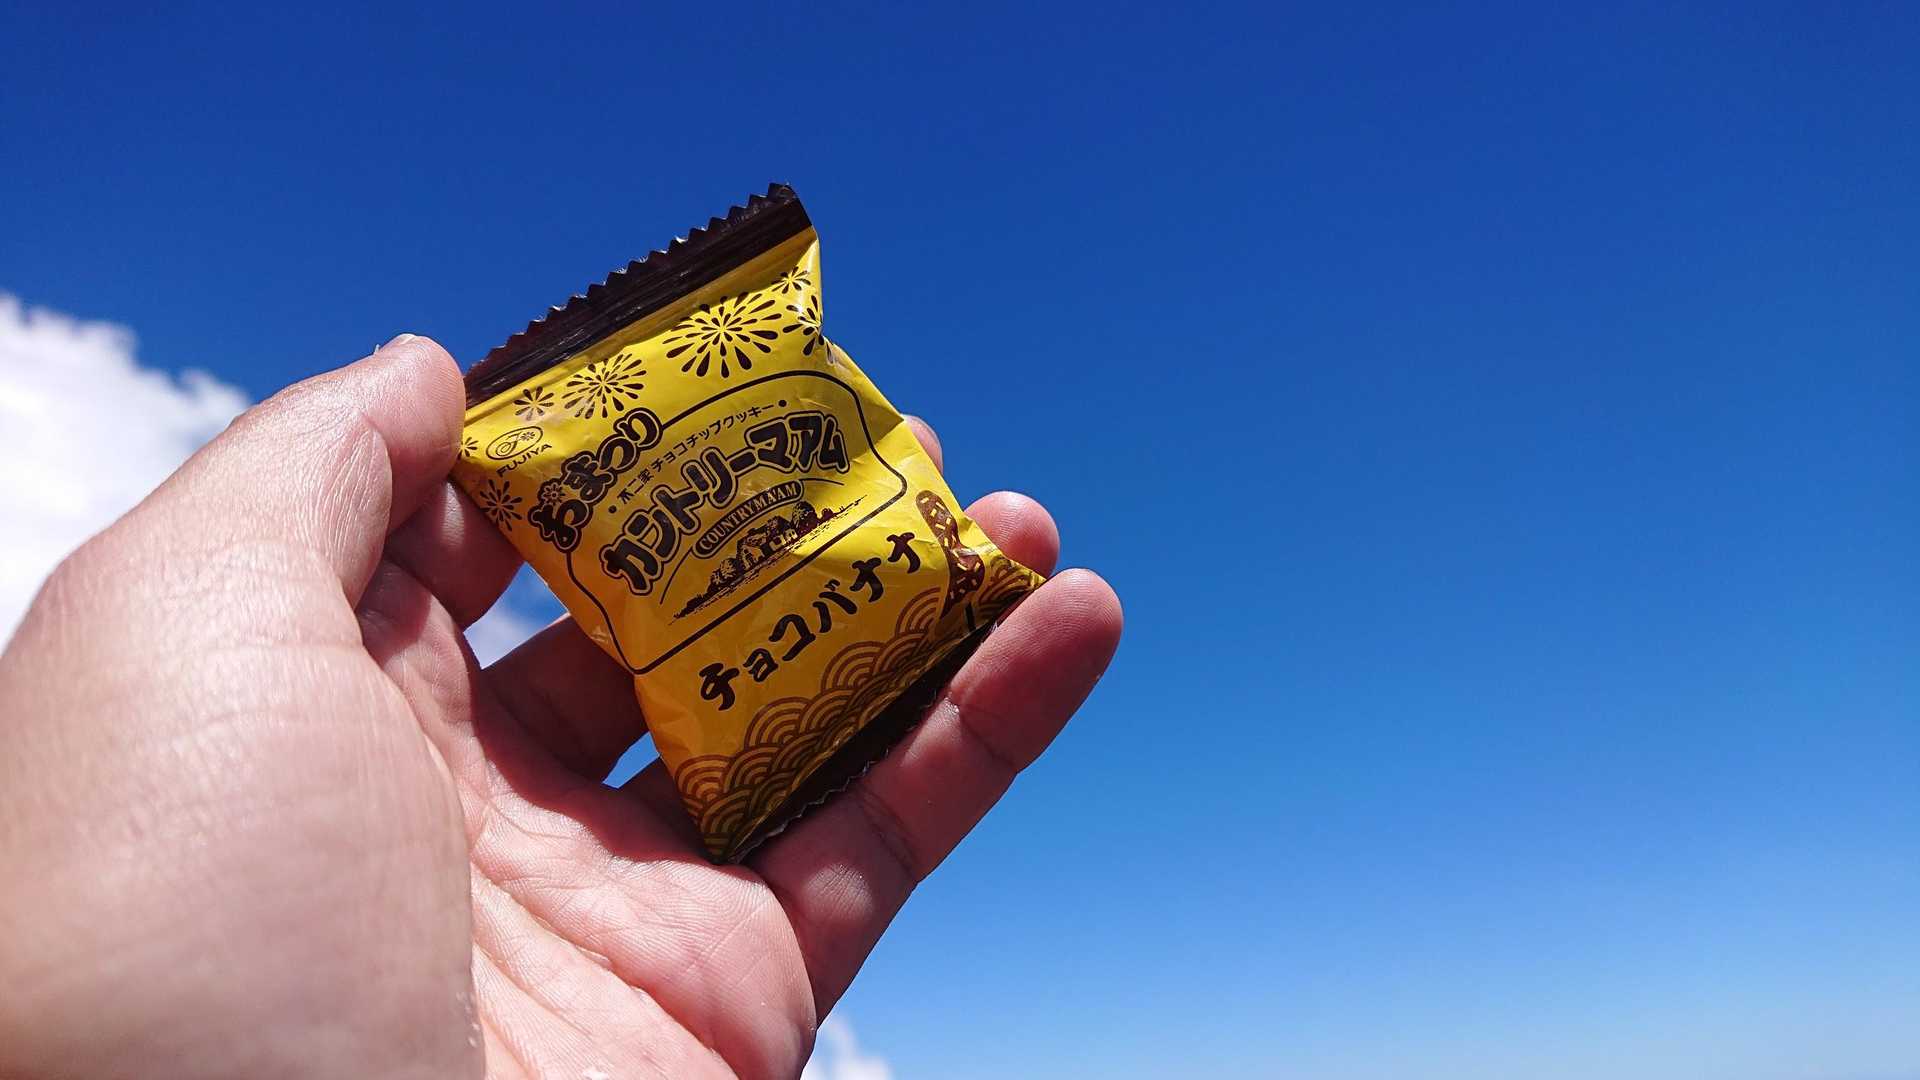 FUJIYA
おまつり
不二家 チョコチップクッキー
カントリーマアム
COUNTRY MA'AM
チョコバナナ